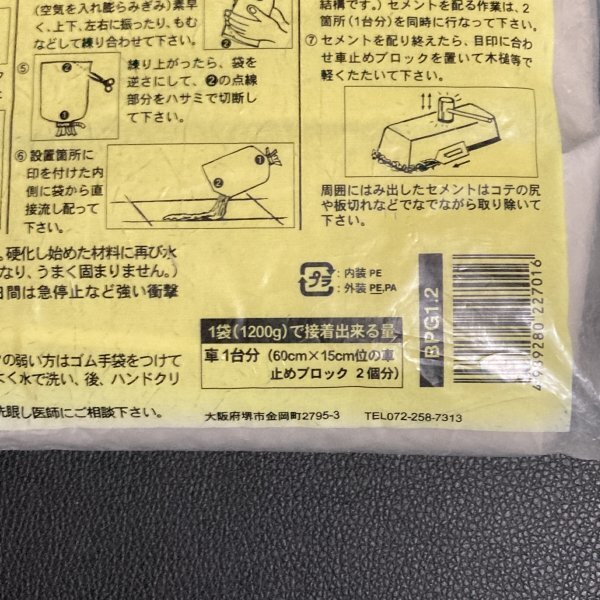 (空気を入れ膨らみぎみ)素早
く、上下、左右に振ったり、もむ
などして練り合わせて下さい。
⑤
練り上がったら、袋を
逆さにして、❷の点線
部分をハサミで切断し
て下さい。
❷
❶
⑥ 設置箇所に
印を付けた内
側に袋から直
接流し配って
下さい。
❶
❷
結構です。)セメントを配る作業は、2
箇所(1台分)を同時に行なって下さい。
⑦ セメントを配り終えたら、目印に合わ
せ車止めブロックを置いて木槌等で
軽くたたいて下さい。
周囲にはみ出したセメントはコテの尻
や板切れなどでなでながら取り除いて
下さい。
。硬化し始めた材料に再び水
なり、うまく固まりません。)
日間は急停止など強い衝撃
プラ
:内装 PE
:外装 PE,PA
の弱い方はゴム手袋をつけて
よく水で洗い、後、ハンドクリ
洗眼し医師にご相談下さい。
1袋(1200g)で接着出来る量
車1台分 (60cm×15cm位の車
止めブロック 2個分)
BPG1.2
4 939280 227016
大阪府堺市金岡町2795-3 TEL072-258-7313